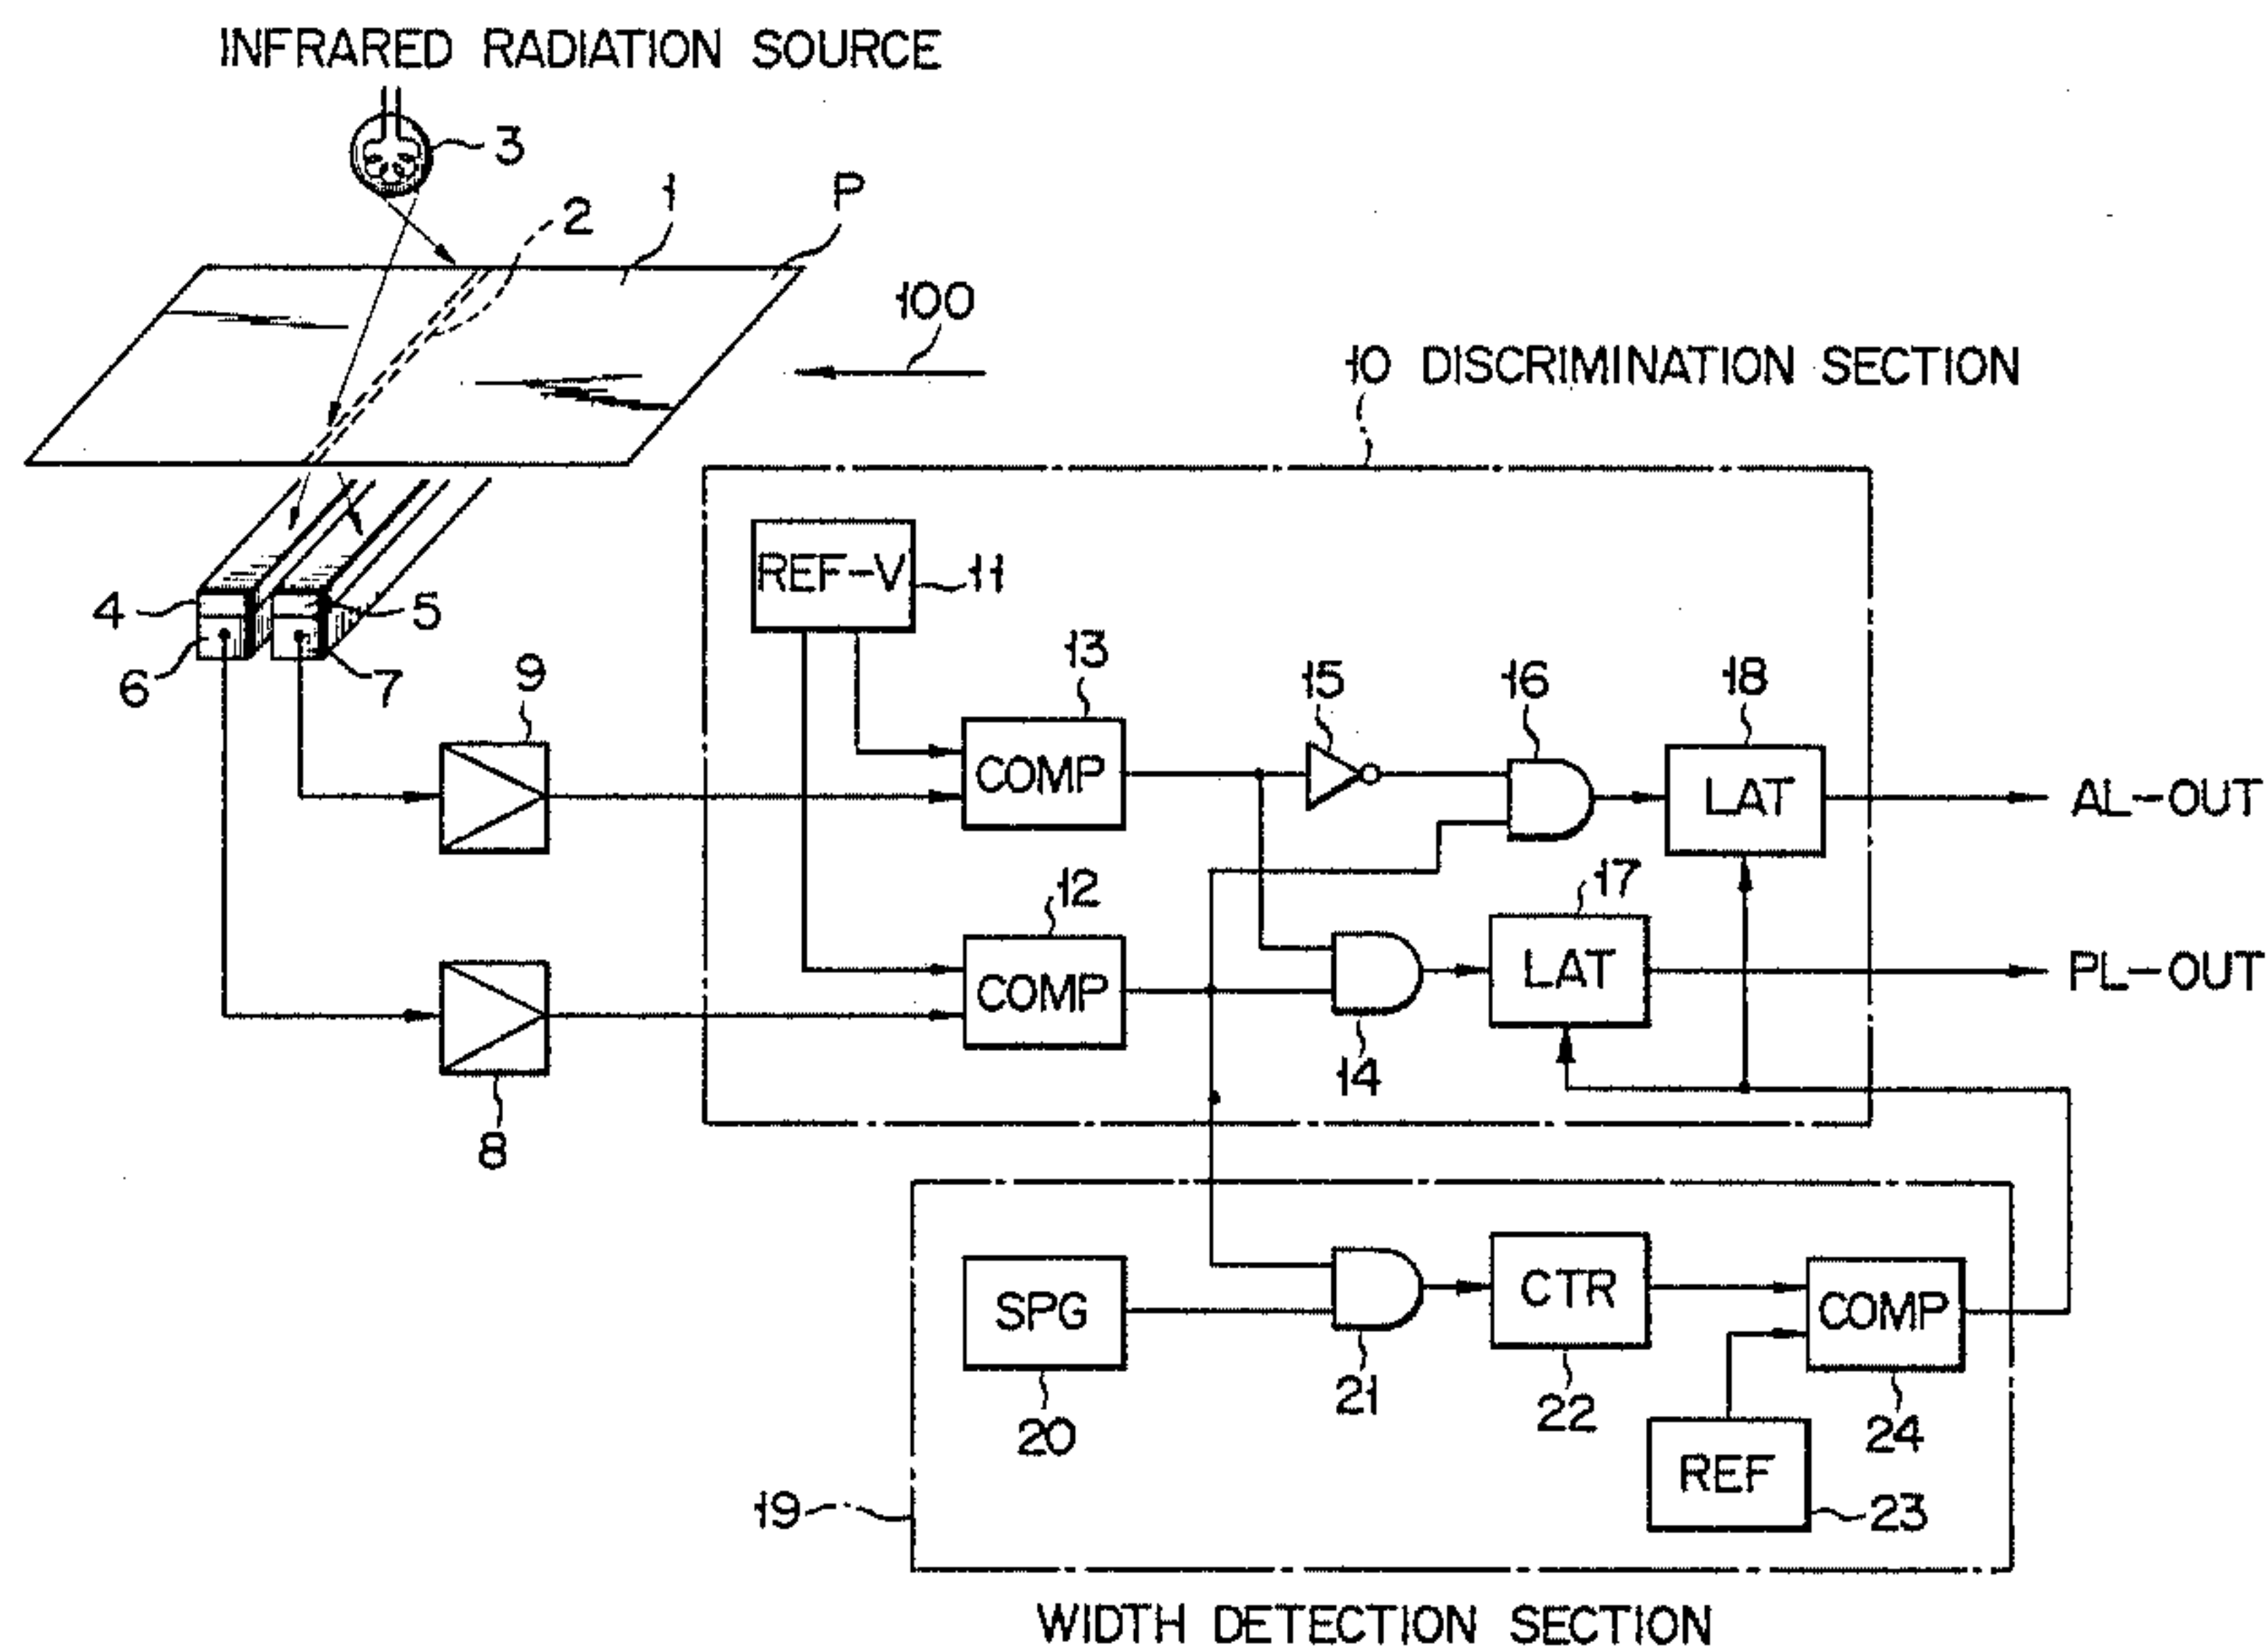 INFRARED RADIATION SOURCE
3
1
P
2
100
10 DISCRIMINATION SECTION
REF-V
11
4
5
6
7
9
13
COMP
15
16
18
LAT
AL-OUT
12
COMP
17
LAT
PL-OUT
14
8
SPG
20
21
CTR
22
COMP
24
REF
23
19
WIDTH DETECTION SECTION